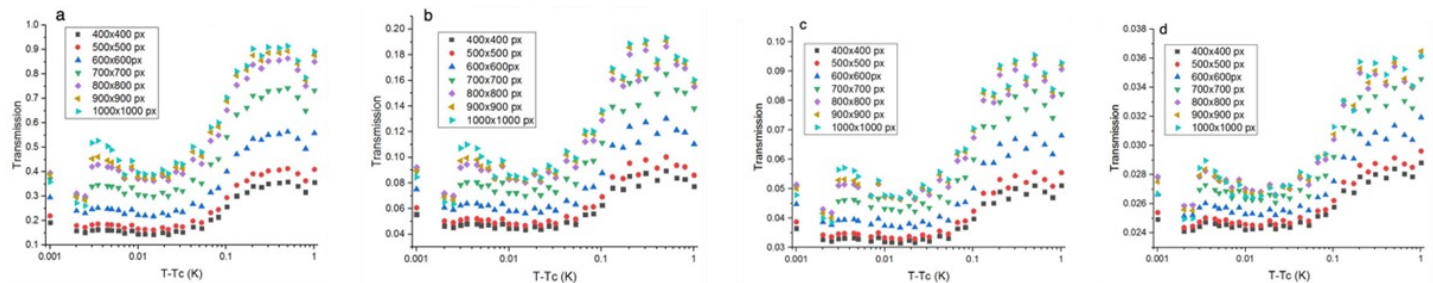 a
1.0
0.9
0.8
0.7
0.6
0.5
0.4
0.3
0.2
0.1
Transmission
400x400 px
500x500 px
600x600px
700x700 px
800x800 px
900x900 px
1000x1000 px
0.001
0.01
0.1
1
T-Tc (K)
b
0.20
0.18
0.16
0.14
0.12
0.10
0.08
0.06
0.04
Transmission
400x400 px
500x500 px
600x600px
700x700 px
800x800 px
900x900 px
1000x1000 px
0.001
0.01
0.1
1
T-Tc (K)
c
0.10
0.09
0.08
0.07
0.06
0.05
0.04
0.03
Transmission
400x400 px
500x500 px
600x600px
700x700 px
800x800 px
900x900 px
1000x1000 px
0.001
0.01
0.1
1
T-Tc (K)
d
0.038
0.036
0.034
0.032
0.030
0.028
0.026
0.024
Transmission
400x400 px
500x500 px
600x600px
700x700 px
800x800 px
900x900 px
1000x1000 px
0.001
0.01
0.1
1
T-Tc (K)